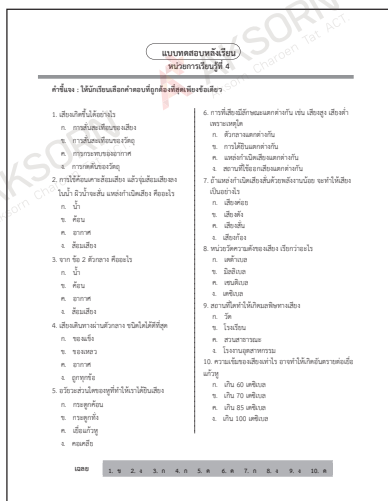 AKSORN
Aksorn Charoen Tat ACT.
แบบทดสอบหลังเรียน
หน่วยการเรียนรู้ที่ 4
คำชี้แจง : ให้นักเรียนเลือกคำตอบที่ถูกต้องที่สุดเพียงข้อเดียว
1. เสียงเกิดขึ้นได้อย่างไร
ก. การสั่นสะเทือนของเสียง
ข. การสั่นสะเทือนของวัตถุ
ค. การกระทบของอากาศ
ง. การกดดันของวัตถุ
2. การใช้ค้อนเคาะส้อมเสียง แล้วจุ่มส้อมเสียงลง
ในน้ำ ผิวน้ำจะสั่น แหล่งกำเนิดเสียง คืออะไร
ก. น้ำ
ข. ค้อน
ค. อากาศ
ง. ส้อมเสียง
3. จาก ข้อ 2 ตัวกลาง คืออะไร
ก. น้ำ
ข. ค้อน
ค. อากาศ
ง. ส้อมเสียง
4. เสียงเดินทางผ่านตัวกลาง ชนิดใดได้ดีที่สุด
ก. ของแข็ง
ข. ของเหลว
ค. อากาศ
ง. ถูกทุกข้อ
5. อวัยวะส่วนใดของหูที่ทำให้เราได้ยินเสียง
ก. กระดูกค้อน
ข. กระดูกทั่ง
ค. เยื่อแก้วหู
ง. คอเคลีย
6. การที่เสียงมีลักษณะแตกต่างกัน เช่น เสียงสูง เสียงต่ำ
เพราะเหตุใด
ก. ตัวกลางแตกต่างกัน
ข. การได้ยินแตกต่างกัน
ค. แหล่งกำเนิดเสียงแตกต่างกัน
ง. สถานที่ใช้ออกเสียงแตกต่างกัน
7. ถ้าแหล่งกำเนิดเสียงสั่นด้วยพลังงานน้อย จะทำให้เสียง
เป็นอย่างไร
ก. เสียงค่อย
ข. เสียงดัง
ค. เสียงสั่น
ง. เสียงก้อง
8. หน่วยวัดความดังของเสียง เรียกว่าอะไร
ก. เดต้าเบล
ข. มิลลิเบล
ค. เซนติเบล
ง. เดซิเบล
9. สถานที่ใดทำให้เกิดมลพิษทางเสียง
ก. วัด
ข. โรงเรียน
ค. สวนสาธารณะ
ง. โรงงานอุตสาหกรรม
10. ความเข้มของเสียงเท่าไร อาจทำให้เกิดอันตรายต่อเยื่อ
แก้วหู
ก. เกิน 60 เดซิเบล
ข. เกิน 70 เดซิเบล
ค. เกิน 85 เดซิเบล
ง. เกิน 100 เดซิเบล
เฉลย 1. ข 2. ง 3. ก 4. ก 5. ค 6. ค 7. ก 8. ง 9. ง 10. ค